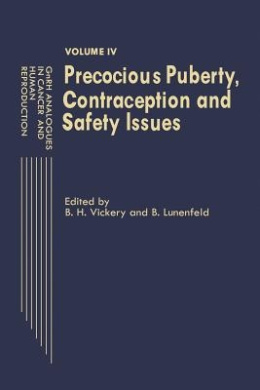 VOLUME IV
Precocious Puberty,
Contraception and
Safety Issues
GnRH ANALOGUES
IN CANCER AND
HUMAN
REPRODUCTION
Edited by
B. H. Vickery and B. Lunenfeld